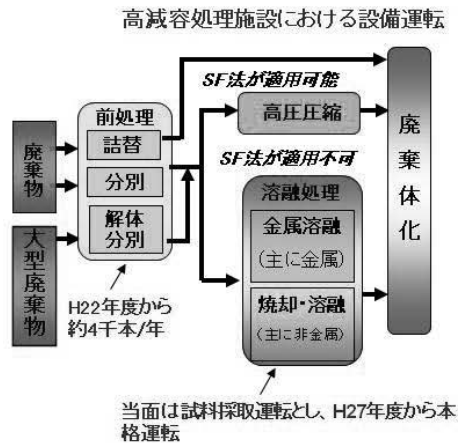 高減容処理施設における設備運転
SF法が適用可能
前処理
高圧圧縮
廃棄物
詰替
SF法が適用不可
廃棄体化
分別
溶融処理
大型廃棄物
解体
分別
金属溶融
(主に金属)
H22年度から
約4千本/年
焼却・溶融
(主に非金属)
当面は試料採取運転とし、H27年度から本
格運転